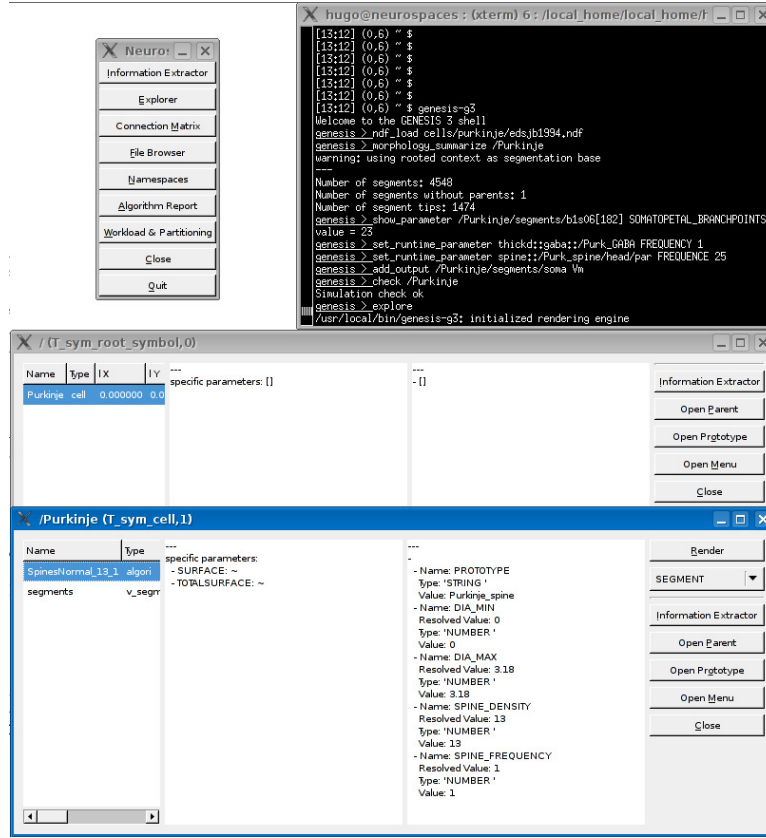 Neuro:
Information Extractor
Explorer
Connection Matrix
File Browser
Namespaces
Algorithm Report
Workload & Partitioning
Close
Quit
hugo@neurospaces : (xterm) 6 : /local_home/local_home/h
[13:12] (0,6) ~ $
[13:12] (0,6) ~ $
[13:12] (0,6) ~ $
[13:12] (0,6) ~ $
[13:12] (0,6) ~ $
[13:12] (0,6) ~ $
[13:12] (0,6) ~ $ genesis-g3
Welcome to the GENESIS 3 shell
genesis > ndf_load cells/purkinje/edsjb1994.ndf
genesis > morphology_summarize /Purkinje
warning: using rooted context as segmentation base
---
Number of segments: 4548
Number of segments without parents: 1
Number of segment tips: 1474
genesis > show_parameter /Purkinje/segments/b1s06[182] SOMATOPETAL_BRANCHPOINTS
value = 23
genesis > set_runtime_parameter thickd::gaba::/Purk_GABA FREQUENCY 1
genesis > set_runtime_parameter spine::/Purk_spine/head/par FREQUENCE 25
genesis > add_output /Purkinje/segments/soma Vm
genesis > check /Purkinje
Simulation check ok
genesis > explore
/usr/local/bin/genesis-g3: initialized rendering engine
/ (T_sym_root_symbol,0)
Name Type IX IY
Purkinje cell 0.000000 0.0
---
specific parameters: []
---
- []
Information Extractor
Open Parent
Open Prototype
Open Menu
Close
/Purkinje (T_sym_cell,1)
Name Type
SpinesNormal_13_1 algori
segments v_segm
---
specific parameters:
- SURFACE: ~
- TOTALSURFACE: ~
---
-
- Name: PROTOTYPE
Type: 'STRING '
Value: Purkinje_spine
- Name: DIA_MIN
Resolved Value: 0
Type: 'NUMBER '
Value: 0
- Name: DIA_MAX
Resolved Value: 3.18
Type: 'NUMBER '
Value: 3.18
- Name: SPINE_DENSITY
Resolved Value: 13
Type: 'NUMBER '
Value: 13
- Name: SPINE_FREQUENCY
Resolved Value: 1
Type: 'NUMBER '
Value: 1
Render
SEGMENT
Information Extractor
Open Parent
Open Prototype
Open Menu
Close